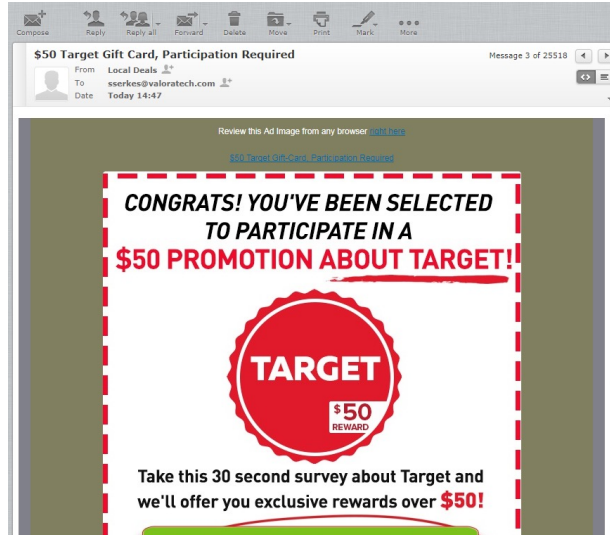 Compose Reply Reply all Forward Delete Move Print Mark More
$50 Target Gift Card, Participation Required
Message 3 of 25518
From Local Deals
To sserkes@valoratech.com
Date Today 14:47
Review this Ad Image from any browser right here
$50 Target Gift-Card, Participation Required
CONGRATS! YOU'VE BEEN SELECTED
TO PARTICIPATE IN A
$50 PROMOTION ABOUT TARGET!
TARGET
$50
REWARD
Take this 30 second survey about Target and
we'll offer you exclusive rewards over $50!